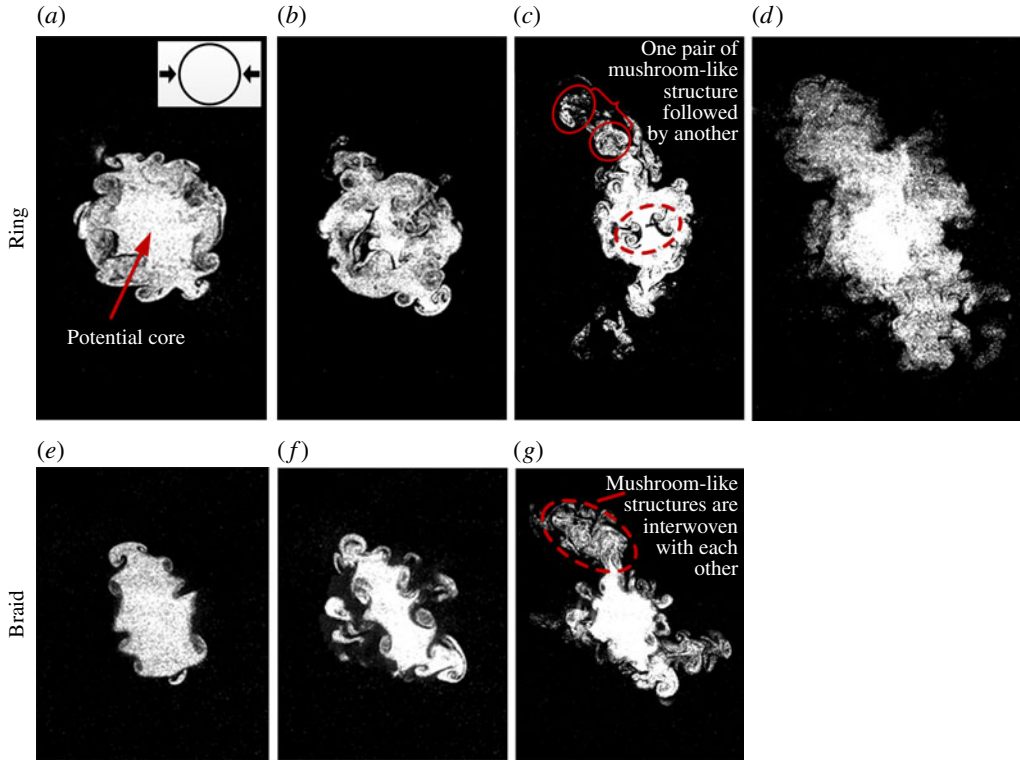 (a)
(b)
(c)
(d)
One pair of
mushroom-like
structure
followed
by another
Ring
Potential core
(e)
(f)
(g)
Mushroom-like
structures are
interwoven
with each
other
Braid